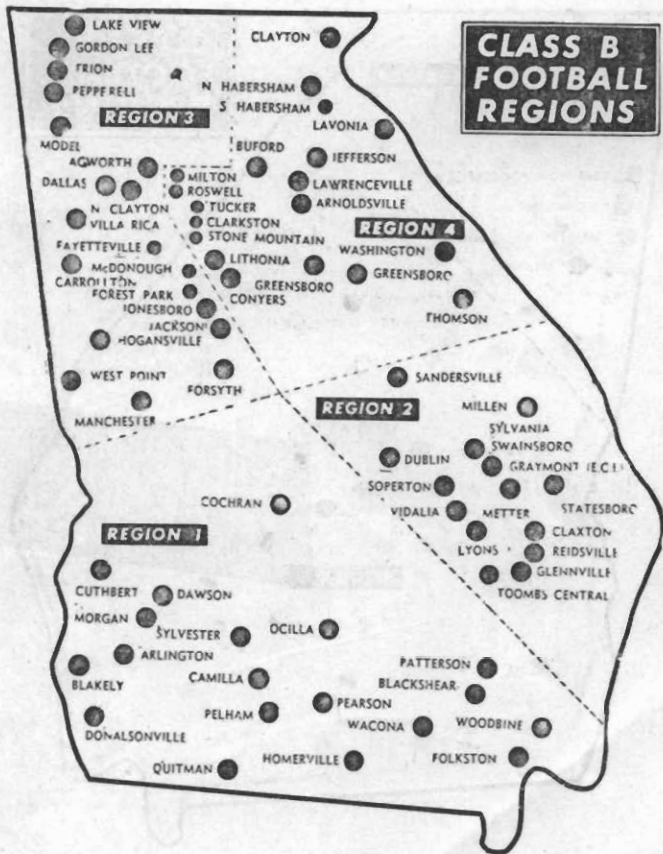 CLASS B
FOOTBALL
REGIONS
LAKE VIEW
GORDON LEE
TRION
PEPPERELL
REGION 3
MODEL
CLAYTON
N HABERSHAM
S HABERSHAM
LAVONIA
BUFORD
JEFFERSON
ACWORTH
MILTON
DALLAS
ROSWELL
LAWRENCEVILLE
TUCKER
ARNOLDSVILLE
N CLAYTON
VILLA RICA
CLARKSTON
REGION 4
STONE MOUNTAIN
FAYETTEVILLE
WASHINGTON
LITHONIA
McDONOUGH
CARROLLTON
GREENSBORO
GREENSBORO
FOREST PARK
CONYERS
JONESBORO
THOMSON
JACKSON
HOGANSVILLE
WEST POINT
FORSYTH
MANCHESTER
SANDERSVILLE
REGION 2
MILLEN
SYLVANIA
SWAINSBORO
DUBLIN
GRAYMONT (E.C.I.)
SOPERTON
STATESBORO
VIDALIA
METTER
CLAXTON
LYONS
REIDSVILLE
GLENNVILLE
TOOMBS CENTRAL
COCHRAN
REGION 1
CUTHBERT
DAWSON
MORGAN
SYLVESTER
OCILLA
ARLINGTON
BLAKELY
CAMILLA
PATTERSON
BLACKSHEAR
PELHAM
PEARSON
DONALSONVILLE
WACONA
WOODBINE
QUITMAN
HOMERVILLE
FOLKSTON